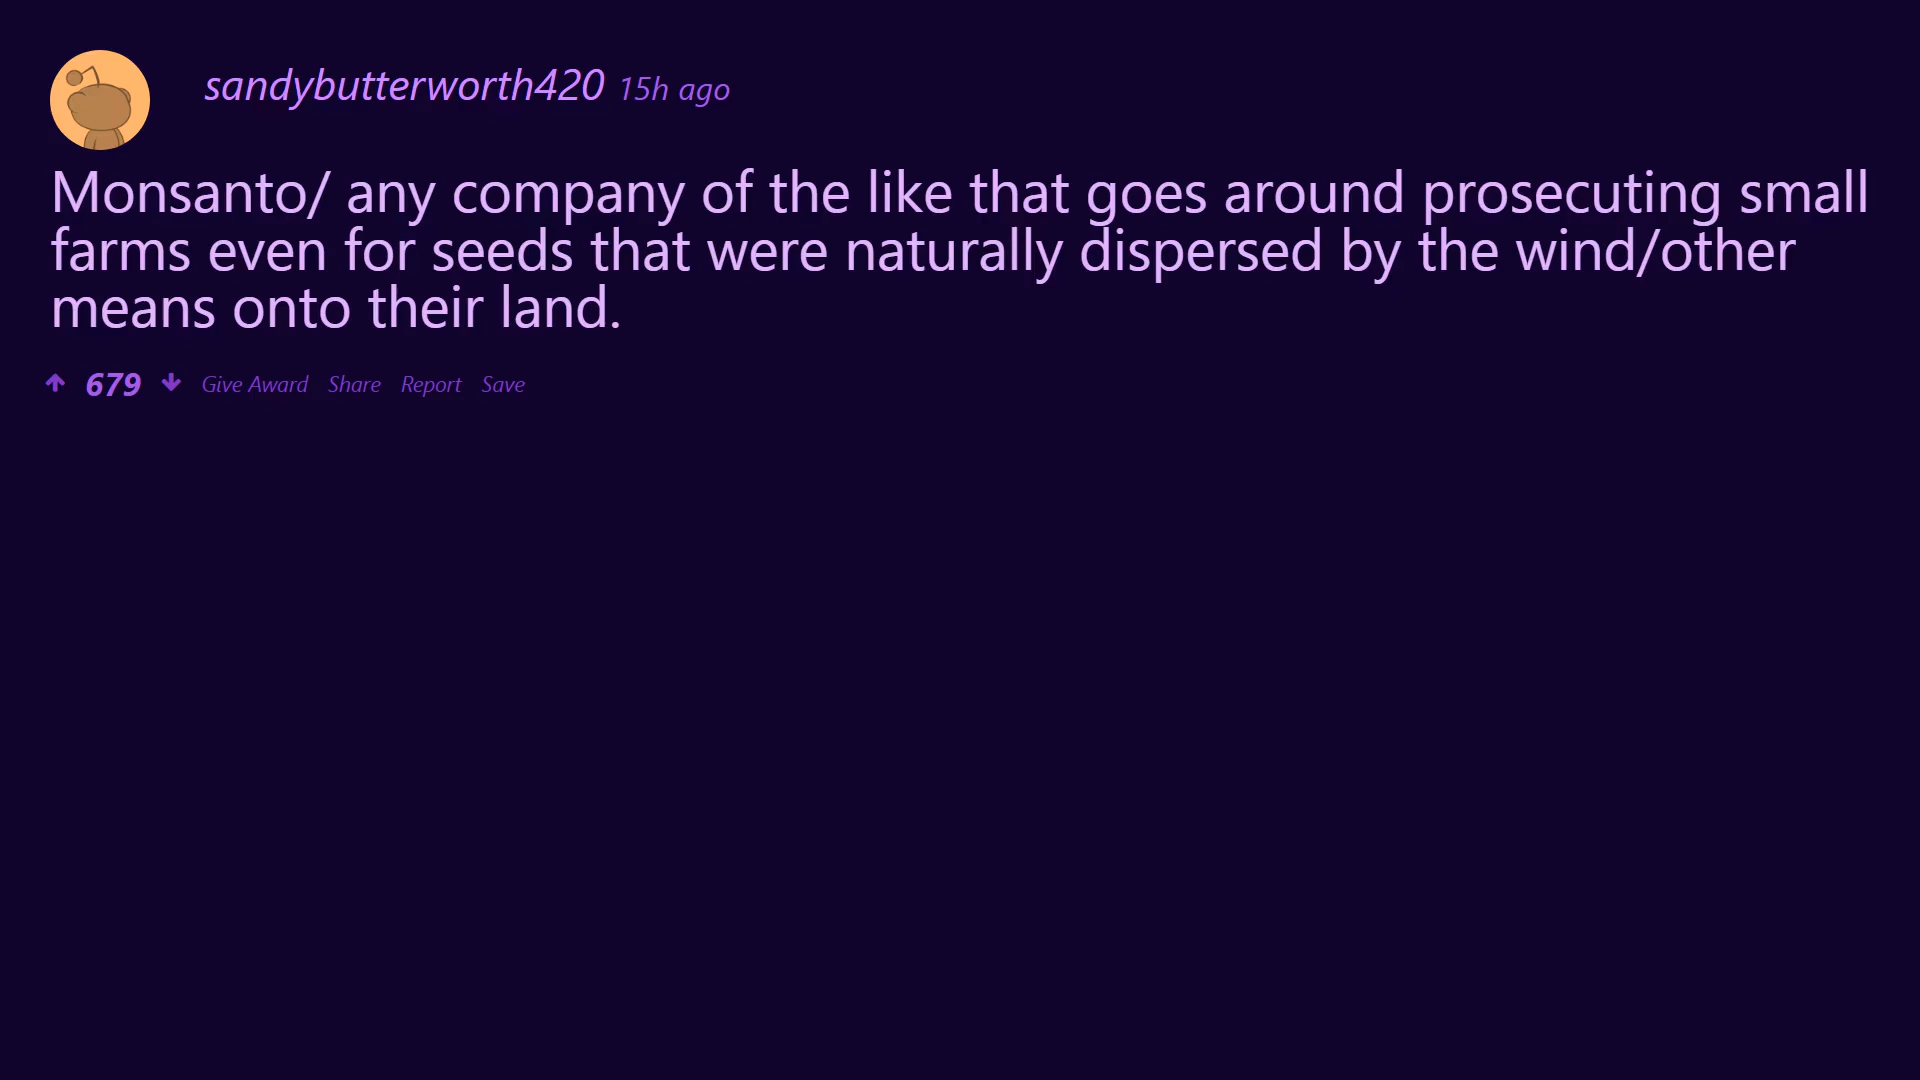 sandybutterworth420 15h ago
Monsanto/ any company of the like that goes around prosecuting small
farms even for seeds that were naturally dispersed by the wind/other
means onto their land.
679 Give Award Share Report Save